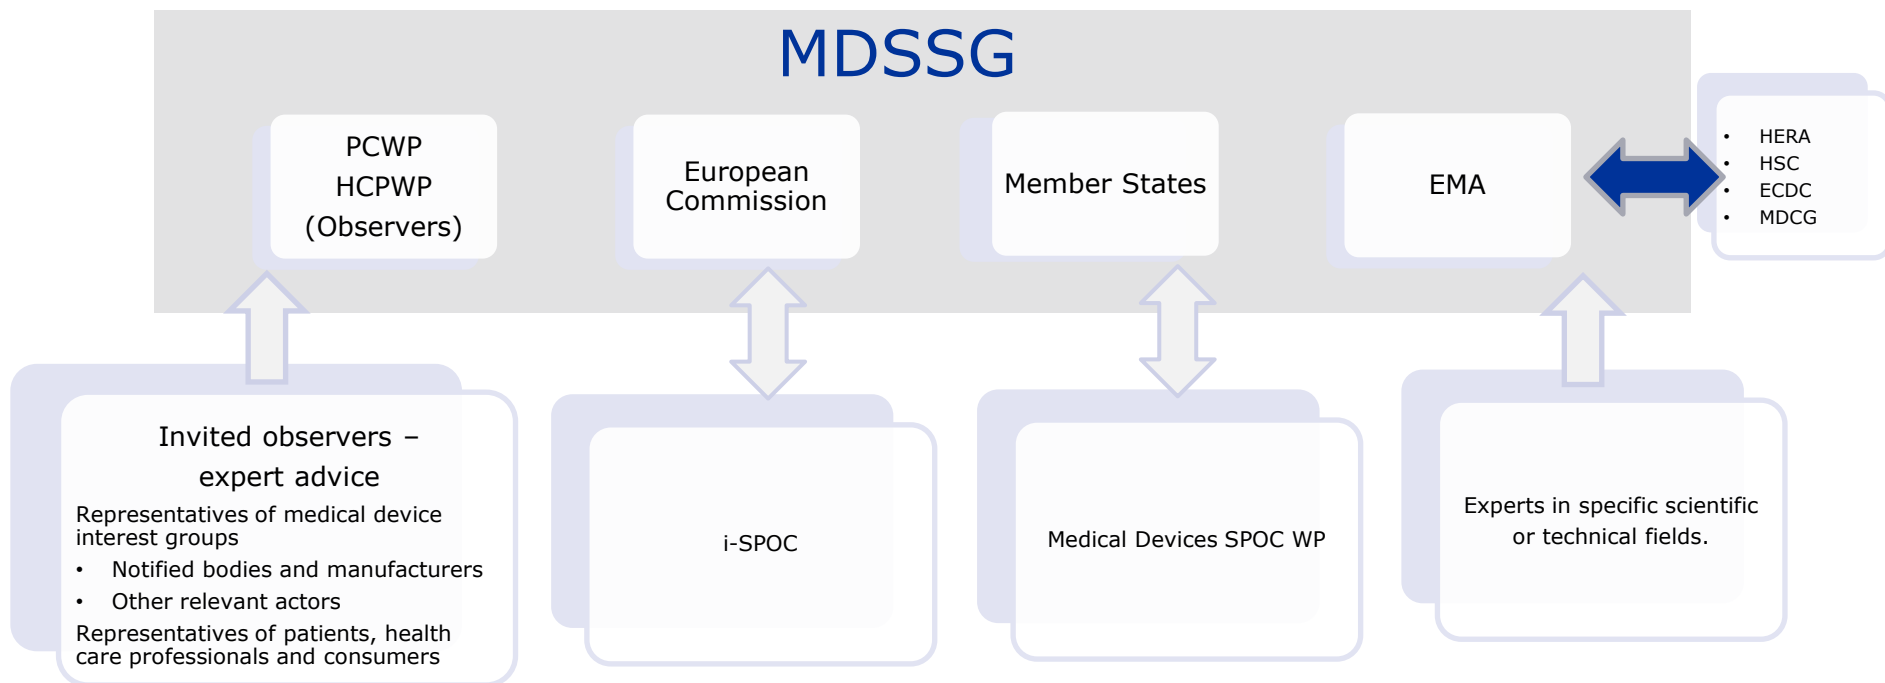 MDSSG
PCWP
HCPWP
(Observers)
European
Commission
Member States
EMA
• HERA
• HSC
• ECDC
• MDCG
Invited observers –
expert advice
Representatives of medical device
interest groups
• Notified bodies and manufacturers
• Other relevant actors
Representatives of patients, health
care professionals and consumers
i-SPOC
Medical Devices SPOC WP
Experts in specific scientific
or technical fields.